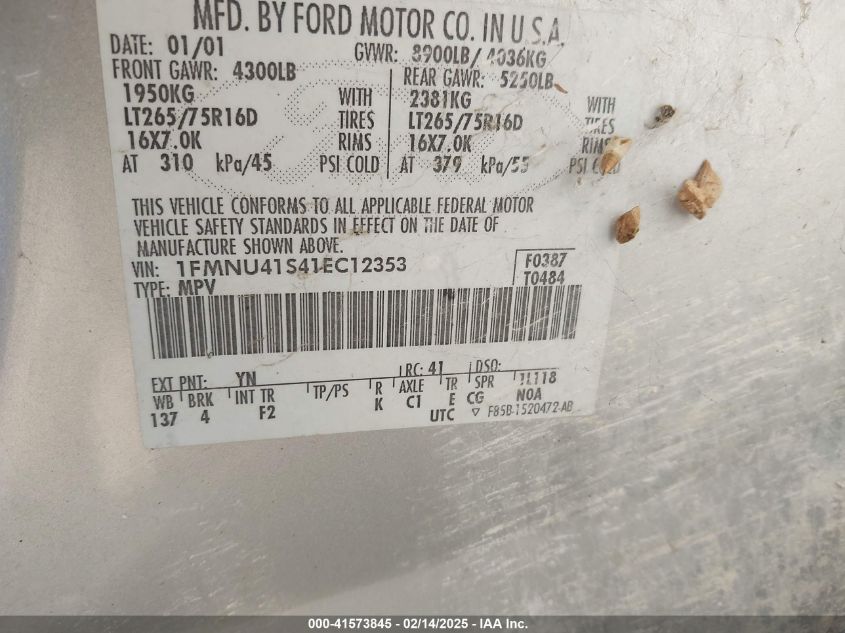 MFD. BY FORD MOTOR CO. IN U.S.A.
DATE: 01/01 GVWR: 8900LB/ 4036KG
FRONT GAWR: 4300LB REAR GAWR: 5250LB
1950KG WITH 2381KG WITH
LT265/75R16D TIRES LT265/75R16D TIRES
16X7.0K RIMS 16X7.0K RIMS
AT 310 kPa/45 PSI COLD AT 379 kPa/55 PSI COLD
THIS VEHICLE CONFORMS TO ALL APPLICABLE FEDERAL MOTOR
VEHICLE SAFETY STANDARDS IN EFFECT ON THE DATE OF
MANUFACTURE SHOWN ABOVE.
VIN: 1FMNU41S41EC12353 F0387
TYPE: MPV T0484
EXT PNT: YN RC: 41 DSO:
WB BRK INT TR TP/PS R AXLE TR SPR 1L118
137 4 F2 K C1 E CG N0A
UTC ▽ F85B-1520472-AB
000-41573845 - 02/14/2025 - IAA Inc.